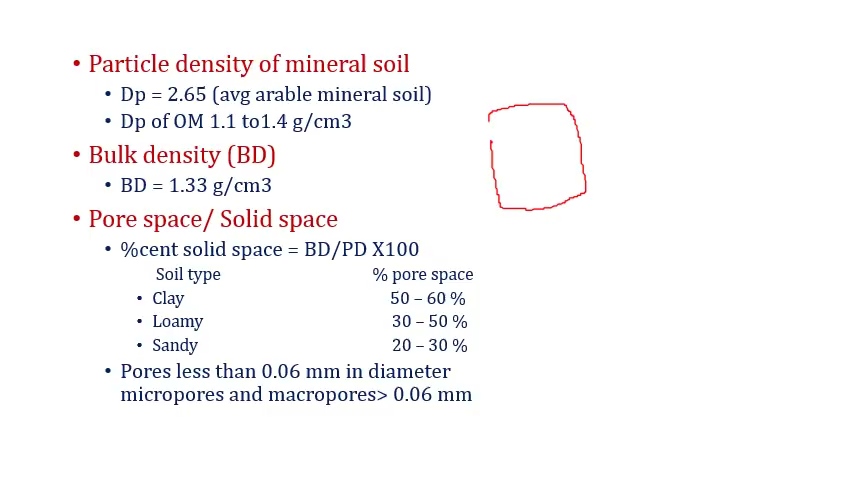 • Particle density of mineral soil
• Dp = 2.65 (avg arable mineral soil)
• Dp of OM 1.1 to1.4 g/cm3
• Bulk density (BD)
• BD = 1.33 g/cm3
• Pore space/ Solid space
• %cent solid space = BD/PD X100
Soil type % pore space
• Clay 50 – 60 %
• Loamy 30 – 50 %
• Sandy 20 – 30 %
• Pores less than 0.06 mm in diameter
micropores and macropores> 0.06 mm